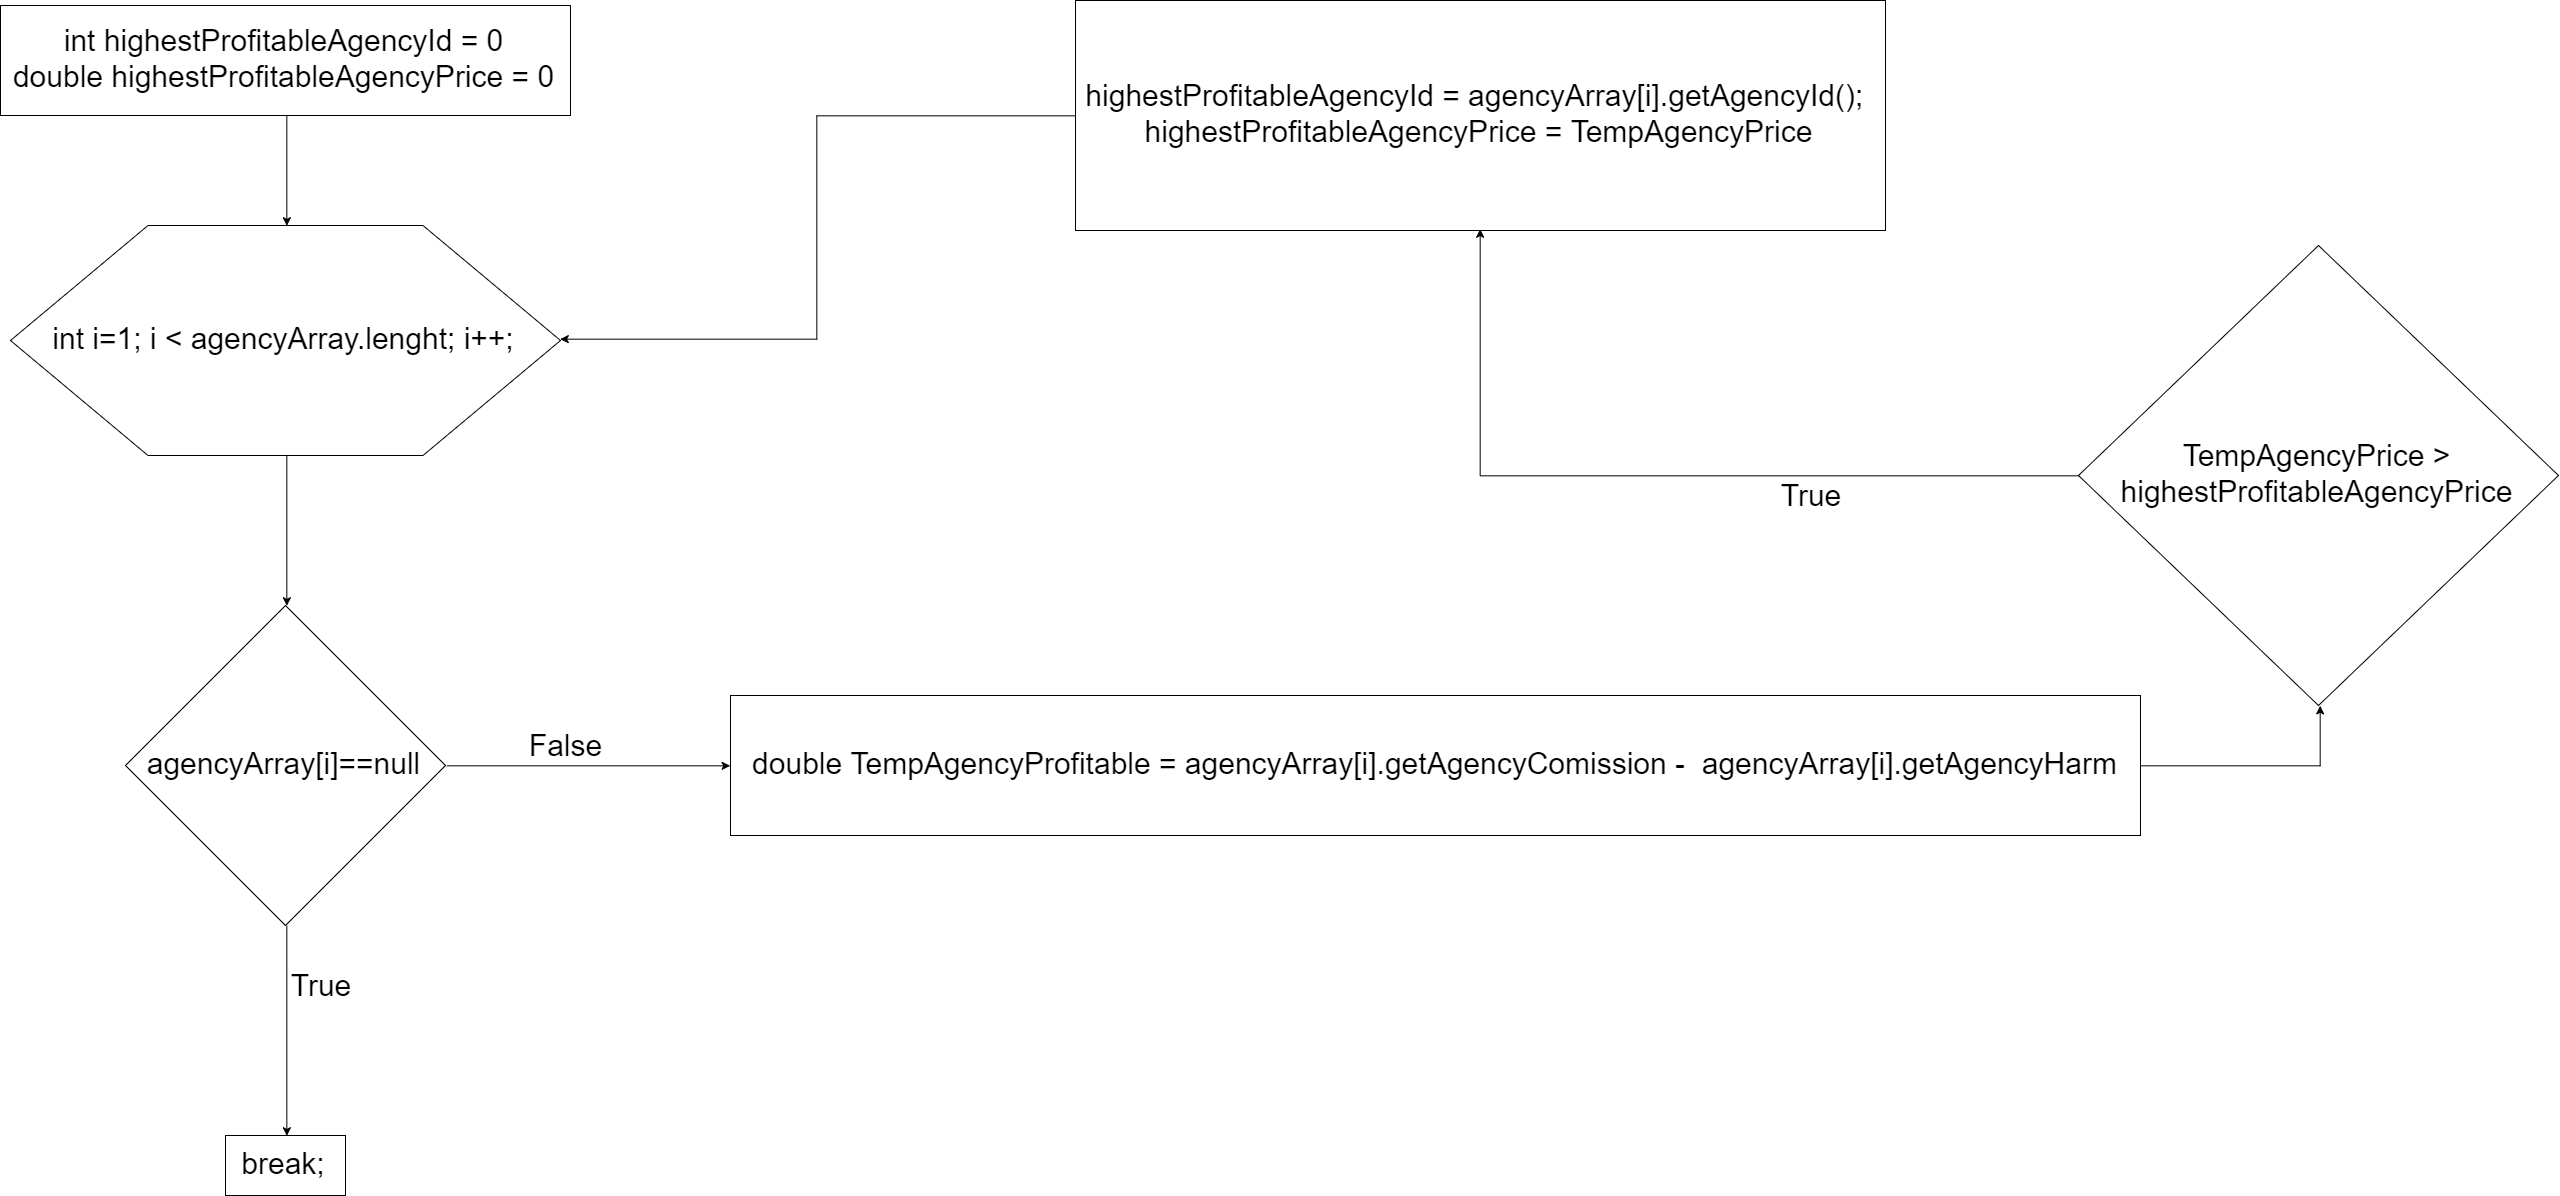 int highestProfitableAgencyId = 0
double highestProfitableAgencyPrice = 0
int i=1; i < agencyArray.lenght; i++;
agencyArray[i]==null
False
double TempAgencyProfitable = agencyArray[i].getAgencyComission -  agencyArray[i].getAgencyHarm
TempAgencyPrice >
highestProfitableAgencyPrice
True
highestProfitableAgencyId = agencyArray[i].getAgencyId();
highestProfitableAgencyPrice = TempAgencyPrice
True
break;